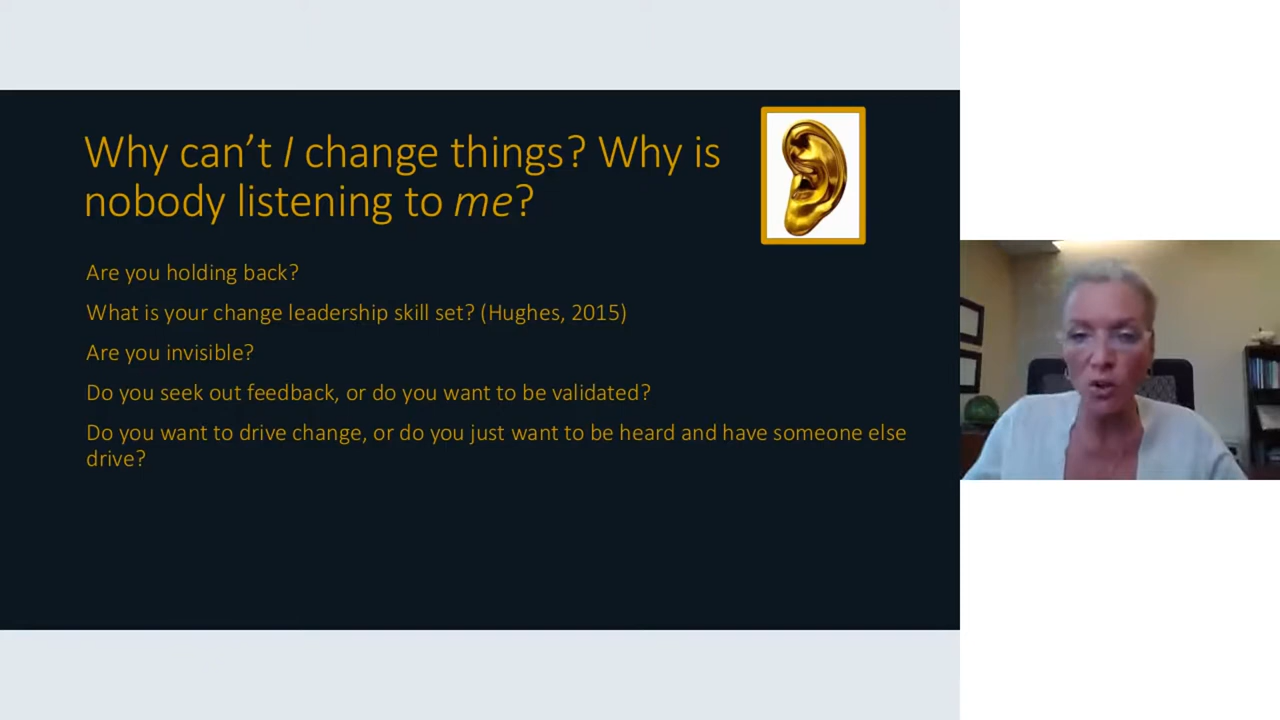 Why can’t I change things? Why is
nobody listening to me?
Are you holding back?
What is your change leadership skill set? (Hughes, 2015)
Are you invisible?
Do you seek out feedback, or do you want to be validated?
Do you want to drive change, or do you just want to be heard and have someone else
drive?